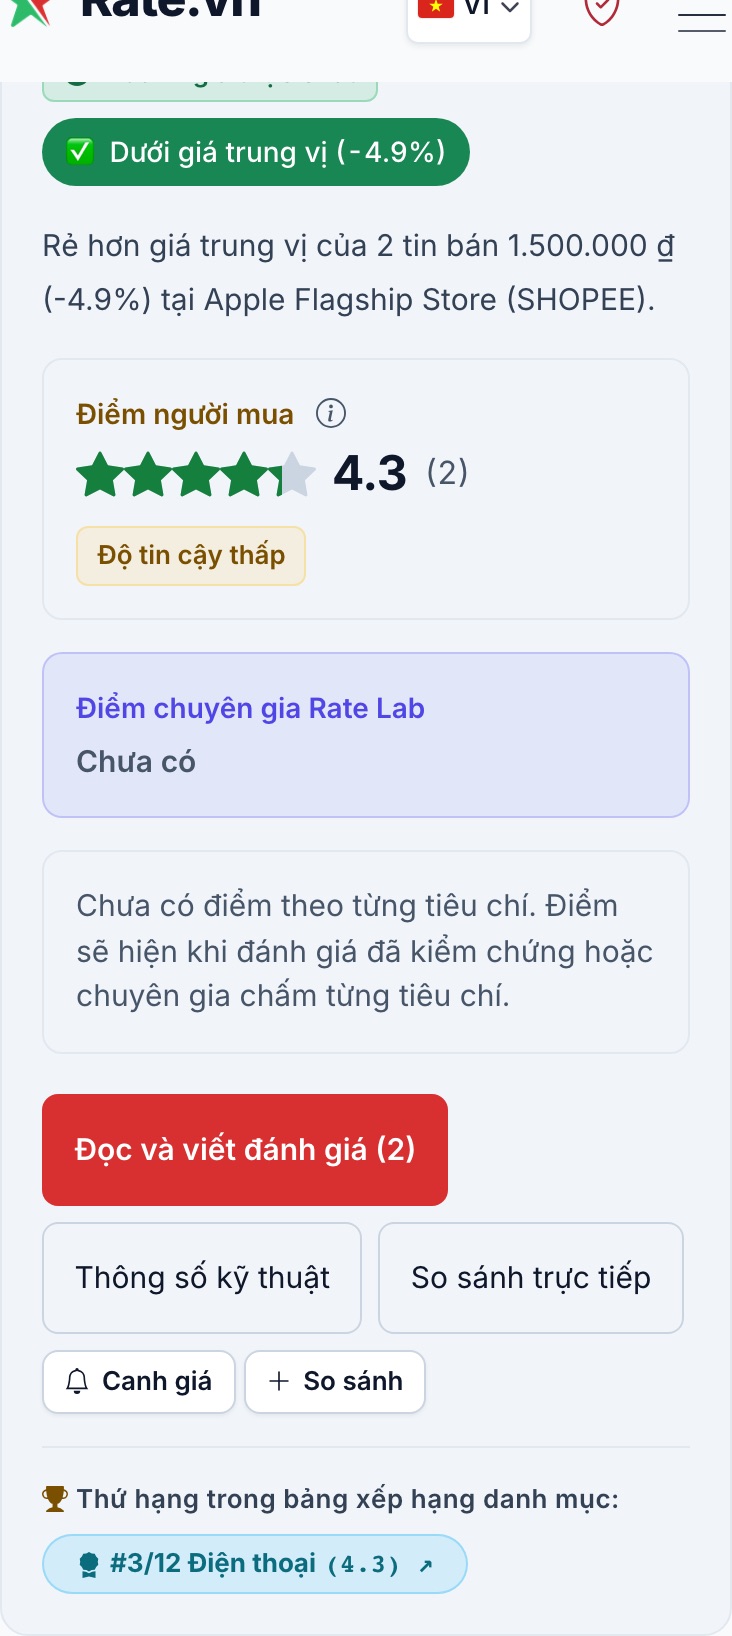 Rate.vn
VI
✅ Dưới giá trung vị (-4.9%)
Rẻ hơn giá trung vị của 2 tin bán 1.500.000 ₫
(-4.9%) tại Apple Flagship Store (SHOPEE).
Điểm người mua
4.3 (2)
Độ tin cậy thấp
Điểm chuyên gia Rate Lab
Chưa có
Chưa có điểm theo từng tiêu chí. Điểm
sẽ hiện khi đánh giá đã kiểm chứng hoặc
chuyên gia chấm từng tiêu chí.
Đọc và viết đánh giá (2)
Thông số kỹ thuật
So sánh trực tiếp
Canh giá
+ So sánh
Thứ hạng trong bảng xếp hạng danh mục:
#3/12 Điện thoại (4.3) ↗